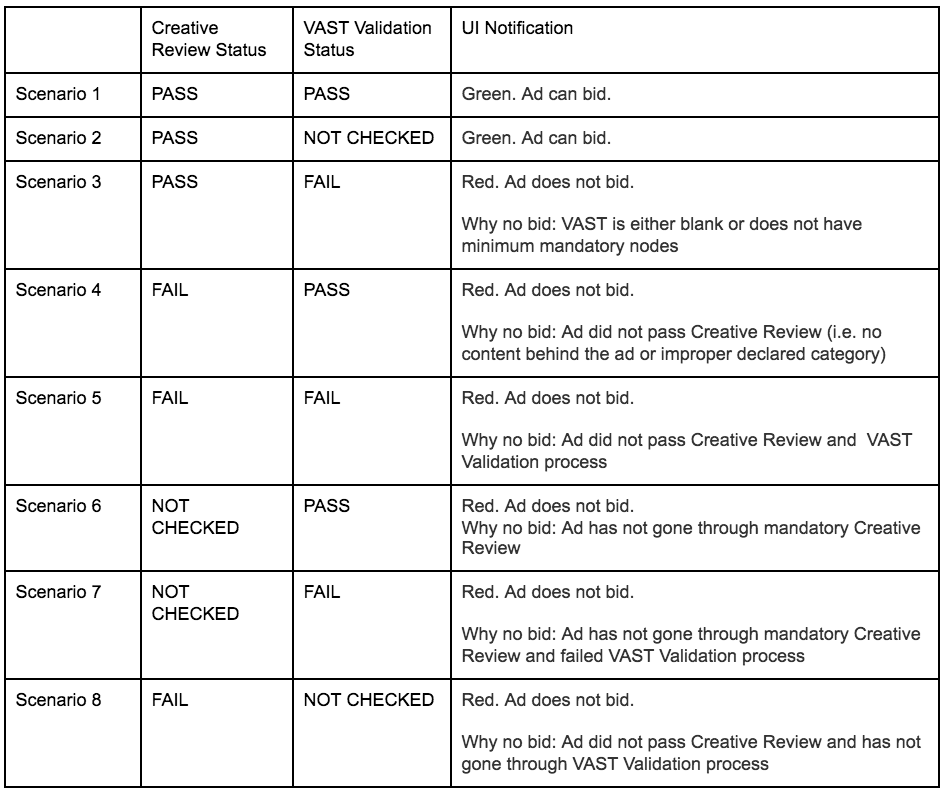 Creative Review Status
VAST Validation Status
UI Notification
Scenario 1
PASS
PASS
Green. Ad can bid.
Scenario 2
PASS
NOT CHECKED
Green. Ad can bid.
Scenario 3
PASS
FAIL
Red. Ad does not bid.
Why no bid: VAST is either blank or does not have
minimum mandatory nodes
Scenario 4
FAIL
PASS
Red. Ad does not bid.
Why no bid: Ad did not pass Creative Review (i.e. no
content behind the ad or improper declared category)
Scenario 5
FAIL
FAIL
Red. Ad does not bid.
Why no bid: Ad did not pass Creative Review and  VAST
Validation process
Scenario 6
NOT
CHECKED
PASS
Red. Ad does not bid.
Why no bid: Ad has not gone through mandatory Creative
Review
Scenario 7
NOT
CHECKED
FAIL
Red. Ad does not bid.
Why no bid: Ad has not gone through mandatory Creative
Review and failed VAST Validation process
Scenario 8
FAIL
NOT CHECKED
Red. Ad does not bid.
Why no bid: Ad did not pass Creative Review and has not
gone through VAST Validation process